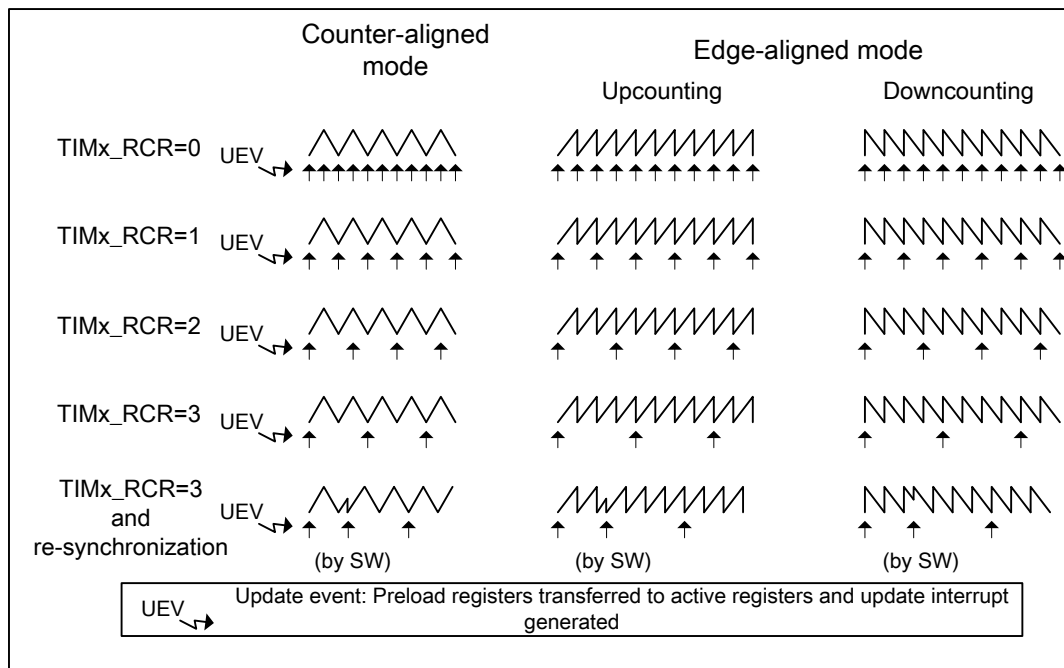 Counter-aligned
mode
Edge-aligned mode
Upcounting
Downcounting
TIMx_RCR=0
UEV
TIMx_RCR=1
UEV
TIMx_RCR=2
UEV
TIMx_RCR=3
UEV
TIMx_RCR=3
and
re-synchronization
UEV
(by SW)
(by SW)
(by SW)
UEV
Update event: Preload registers transferred to active registers and update interrupt
generated